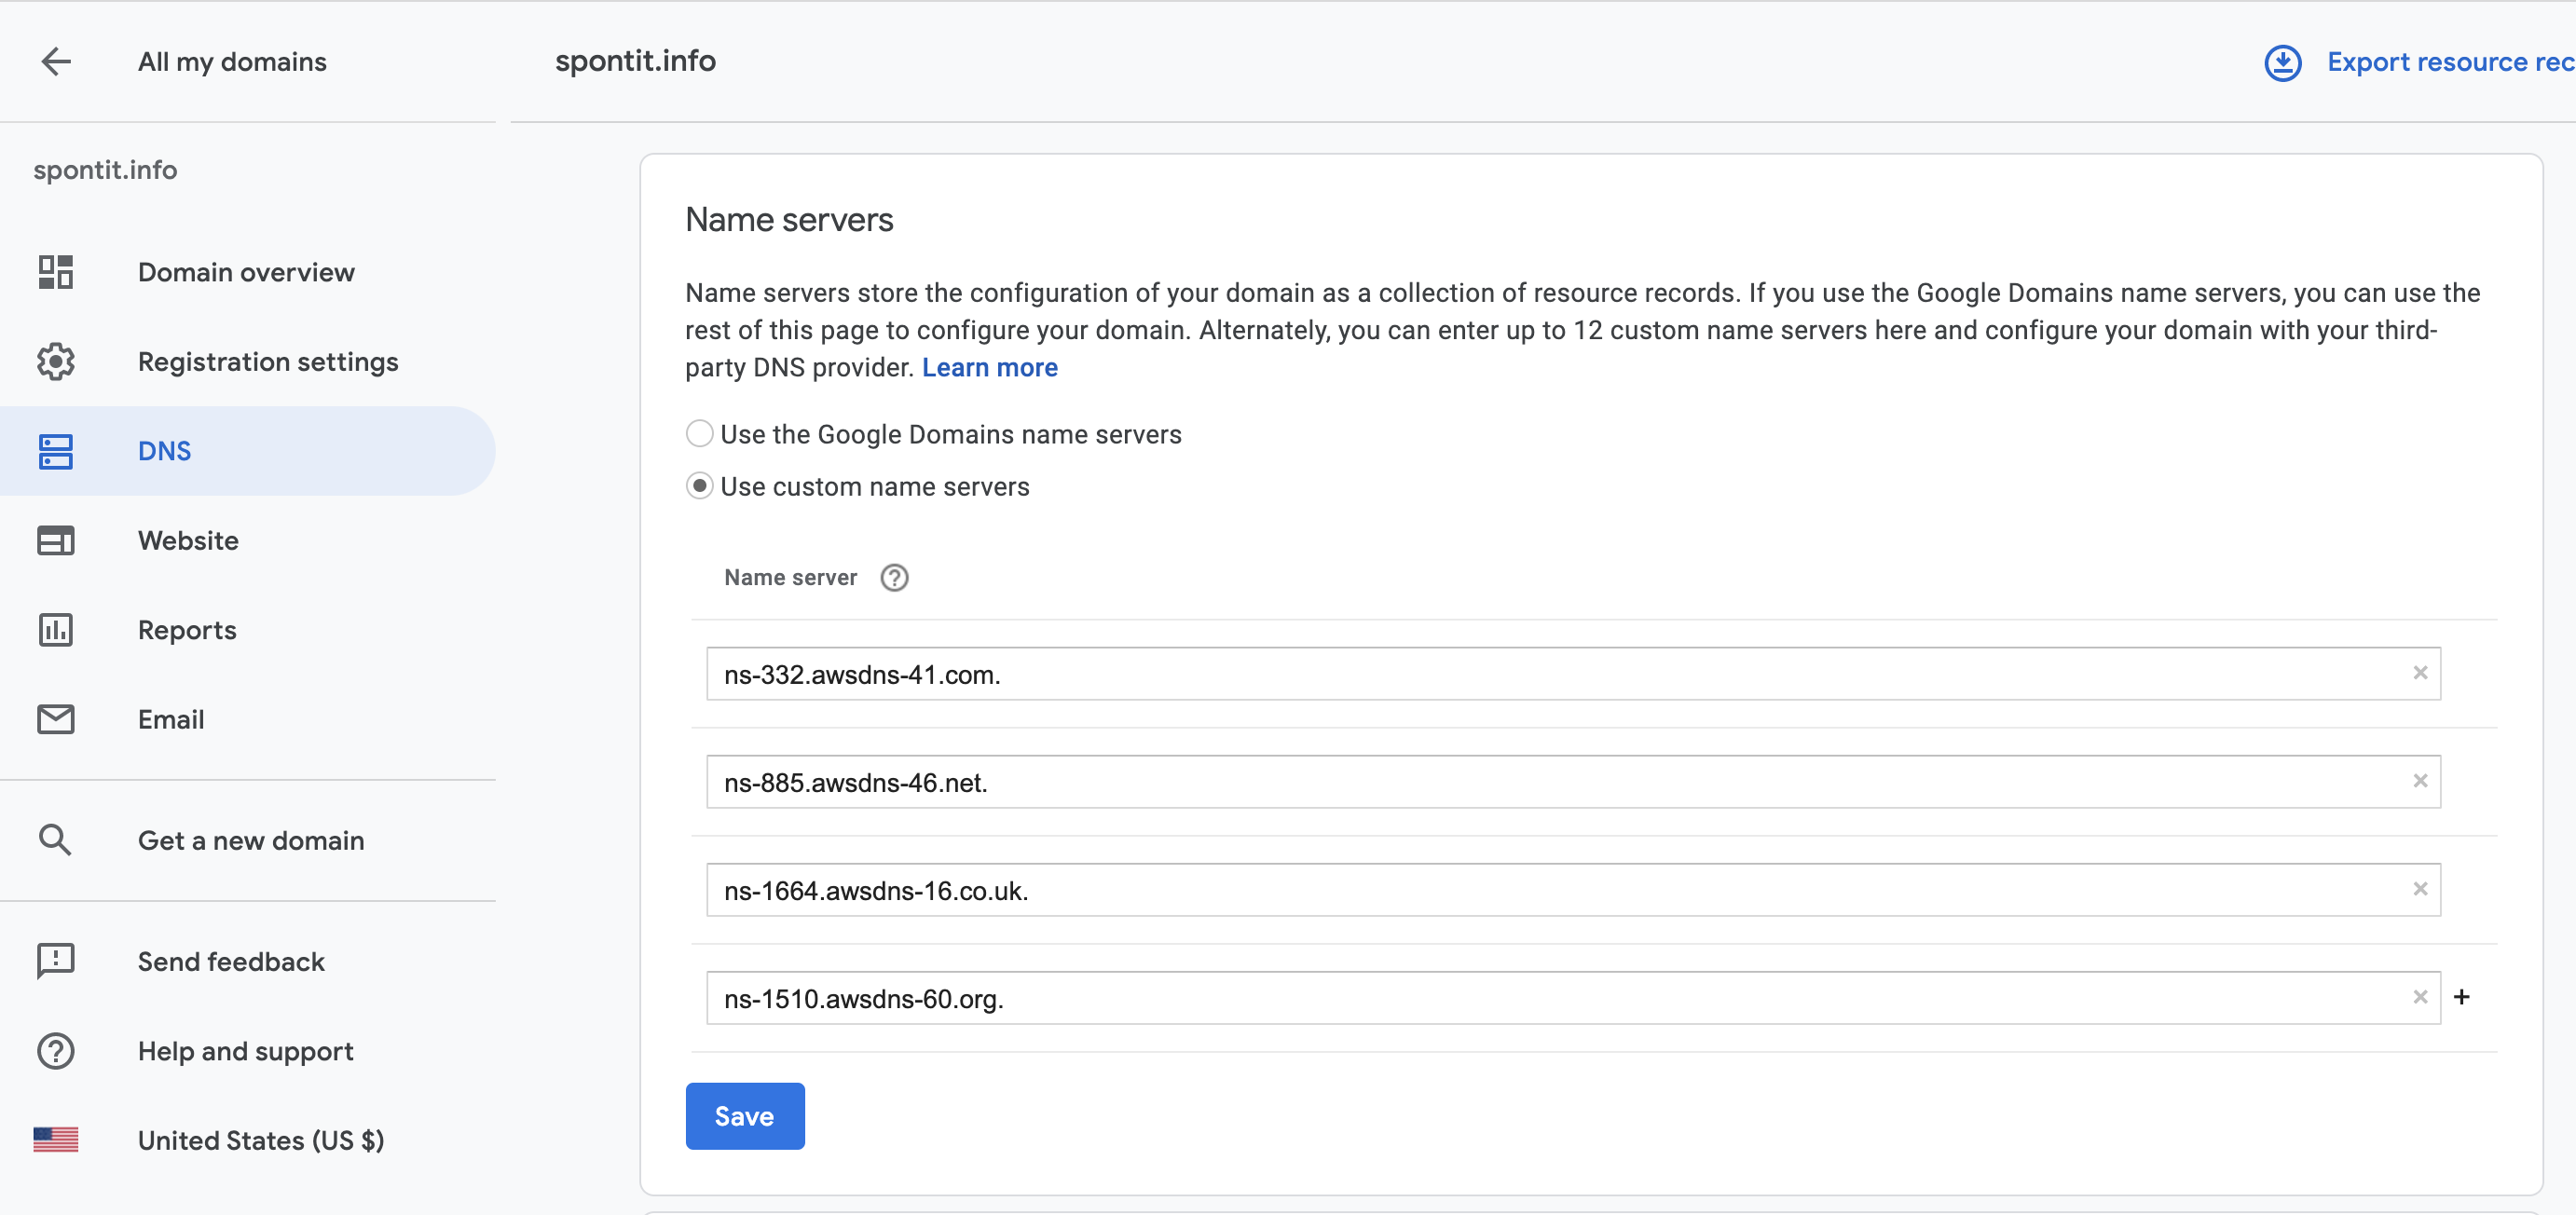 All my domains
spontit.info
Export resource rec
spontit.info
Domain overview
Registration settings
DNS
Website
Reports
Email
Get a new domain
Send feedback
Help and support
United States (US $)
Name servers
Name servers store the configuration of your domain as a collection of resource records. If you use the Google Domains name servers, you can use the
rest of this page to configure your domain. Alternately, you can enter up to 12 custom name servers here and configure your domain with your third-
party DNS provider. Learn more
Use the Google Domains name servers
Use custom name servers
Name server
ns-332.awsdns-41.com.
ns-885.awsdns-46.net.
ns-1664.awsdns-16.co.uk.
ns-1510.awsdns-60.org.
Save